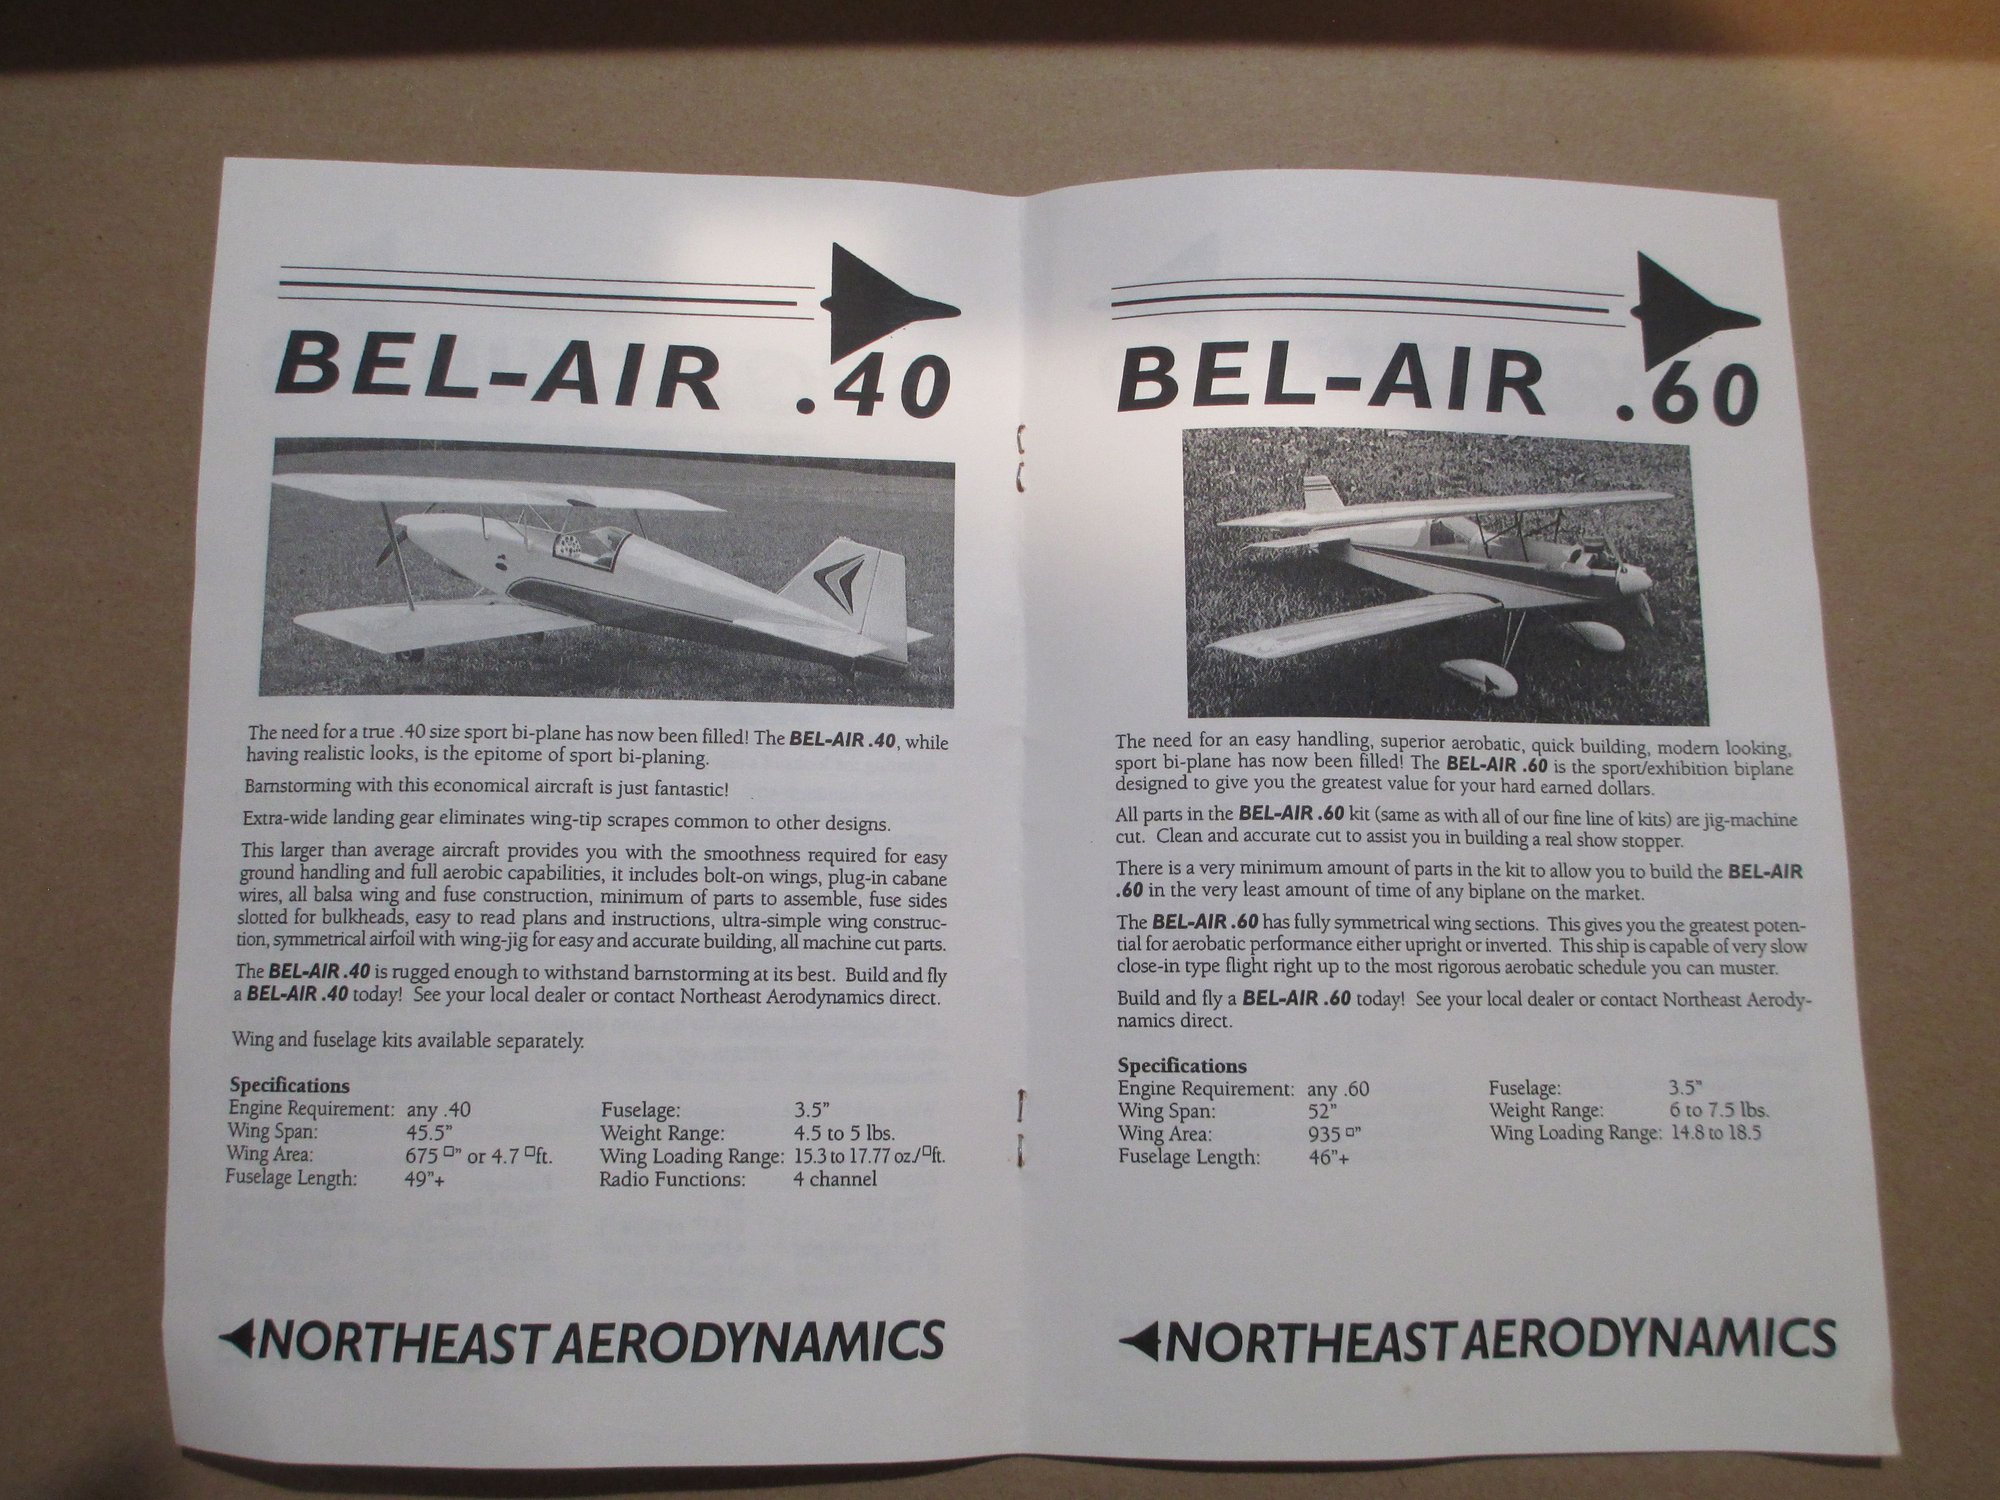 BEL-AIR .40
The need for a true .40 size sport bi-plane has now been filled! The BEL-AIR .40, while
having realistic looks, is the epitome of sport bi-planing.
Barnstorming with this economical aircraft is just fantastic!
Extra-wide landing gear eliminates wing-tip scrapes common to other designs.
This larger than average aircraft provides you with the smoothness required for easy
ground handling and full aerobic capabilities, it includes bolt-on wings, plug-in cabane
wires, all balsa wing and fuse construction, minimum of parts to assemble, fuse sides
slotted for bulkheads, easy to read plans and instructions, ultra-simple wing construc-
tion, symmetrical airfoil with wing-jig for easy and accurate building, all machine cut parts.
The BEL-AIR .40 is rugged enough to withstand barnstorming at its best. Build and fly
a BEL-AIR .40 today! See your local dealer or contact Northeast Aerodynamics direct.
Wing and fuselage kits available separately.
Specifications
Engine Requirement: any .40 Fuselage: 3.5"
Wing Span: 45.5" Weight Range: 4.5 to 5 lbs.
Wing Area: 675 □" or 4.7 □ft. Wing Loading Range: 15.3 to 17.77 oz./□ft.
Fuselage Length: 49"+ Radio Functions: 4 channel
NORTHEAST AERODYNAMICS
BEL-AIR .60
The need for an easy handling, superior aerobatic, quick building, modern looking,
sport bi-plane has now been filled! The BEL-AIR .60 is the sport/exhibition biplane
designed to give you the greatest value for your hard earned dollars.
All parts in the BEL-AIR .60 kit (same as with all of our fine line of kits) are jig-machine
cut. Clean and accurate cut to assist you in building a real show stopper.
There is a very minimum amount of parts in the kit to allow you to build the BEL-AIR
.60 in the very least amount of time of any biplane on the market.
The BEL-AIR .60 has fully symmetrical wing sections. This gives you the greatest poten-
tial for aerobatic performance either upright or inverted. This ship is capable of very slow
close-in type flight right up to the most rigorous aerobatic schedule you can muster.
Build and fly a BEL-AIR .60 today! See your local dealer or contact Northeast Aerody-
namics direct.
Specifications
Engine Requirement: any .60 Fuselage: 3.5"
Wing Span: 52" Weight Range: 6 to 7.5 lbs.
Wing Area: 935 □" Wing Loading Range: 14.8 to 18.5
Fuselage Length: 46"+
NORTHEAST AERODYNAMICS